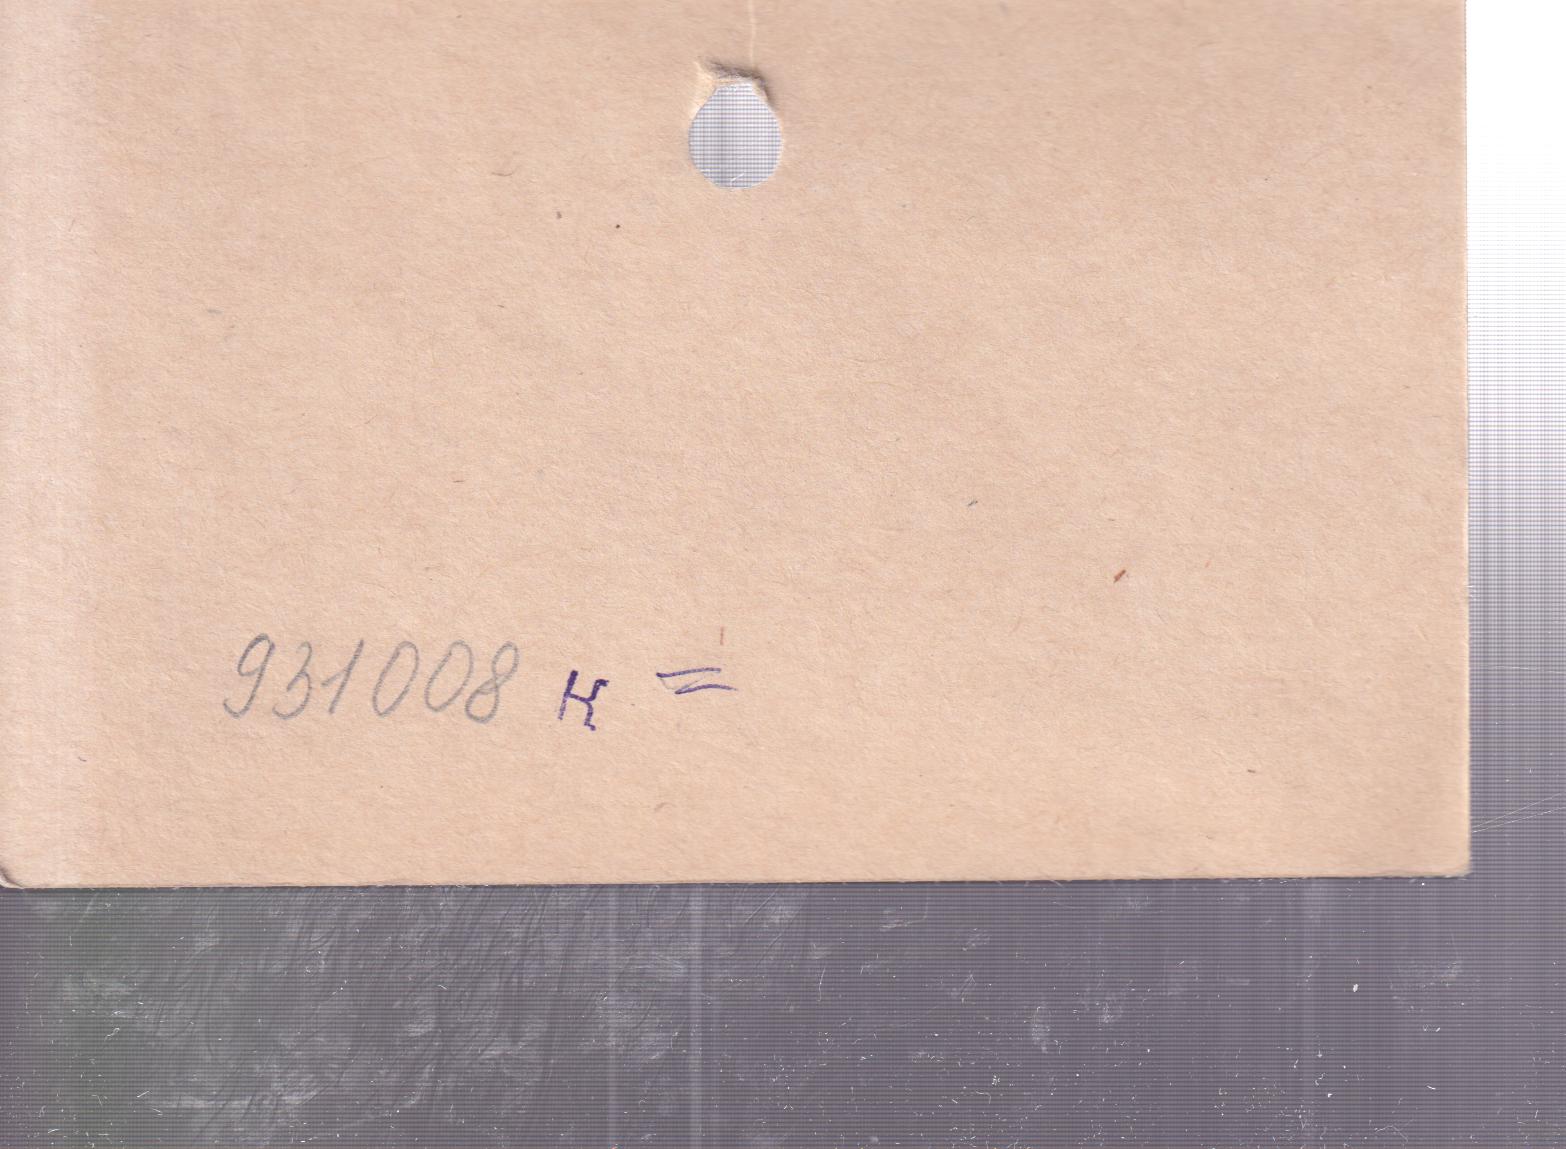 931008 к =